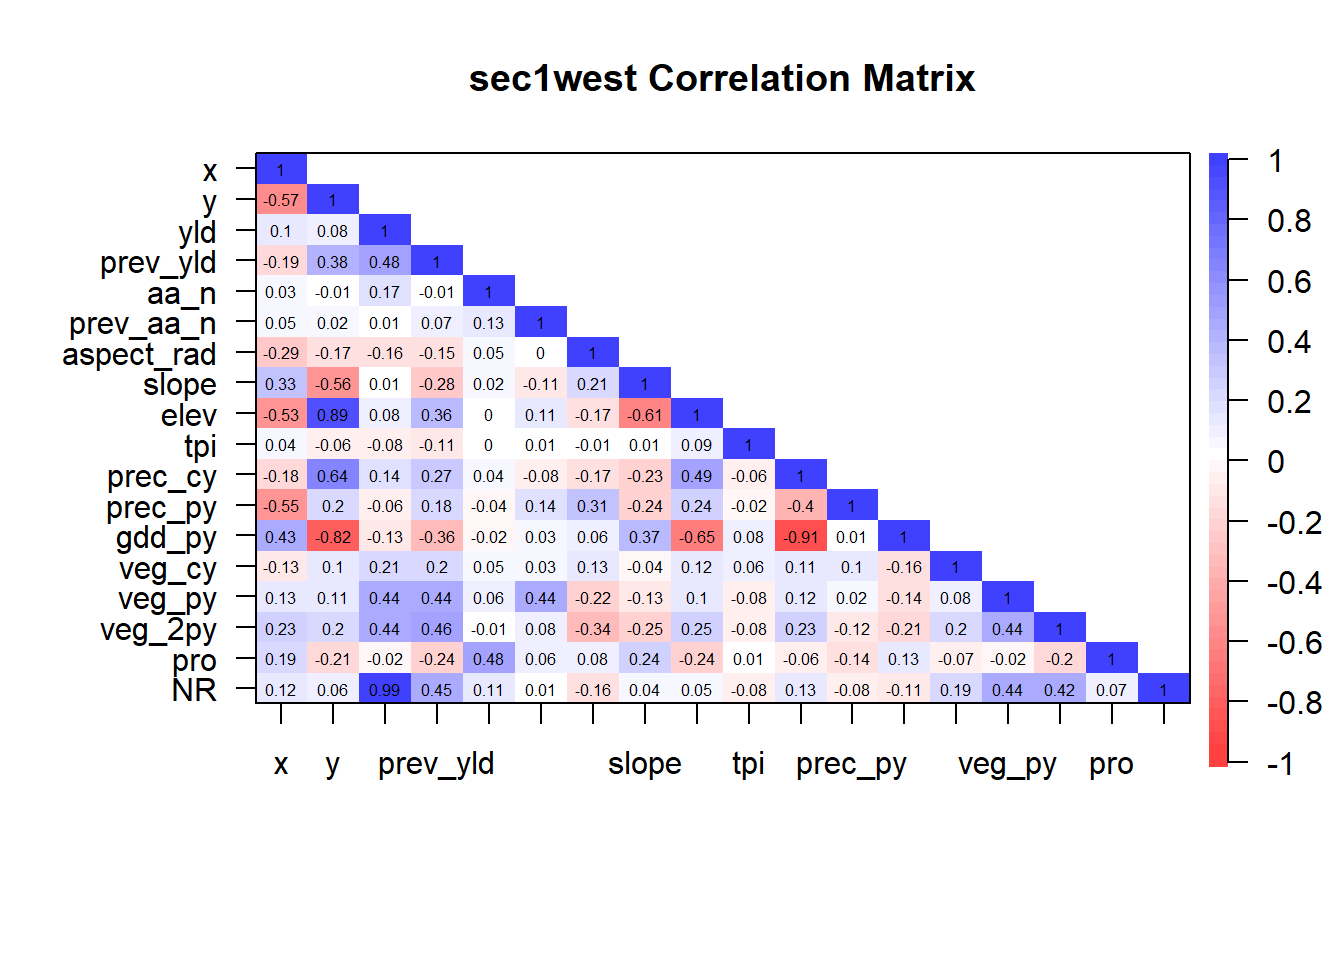 sec1west Correlation Matrix
x 1
y -0.57 1
yld 0.1 0.08 1
prev_yld -0.19 0.38 0.48 1
aa_n 0.03 -0.01 0.17 -0.01 1
prev_aa_n 0.05 0.02 0.01 0.07 0.13 1
aspect_rad -0.29 -0.17 -0.16 -0.15 0.05 0 1
slope 0.33 -0.56 0.01 -0.28 0.02 -0.11 0.21 1
elev -0.53 0.89 0.08 0.36 0 0.11 -0.17 -0.61 1
tpi 0.04 -0.06 -0.08 -0.11 0 0.01 -0.01 0.01 0.09 1
prec_cy -0.18 0.64 0.14 0.27 0.04 -0.08 -0.17 -0.23 0.49 -0.06 1
prec_py -0.55 0.2 -0.06 0.18 -0.04 0.14 0.31 -0.24 0.24 -0.02 -0.4 1
gdd_py 0.43 -0.82 -0.13 -0.36 -0.02 0.03 0.06 0.37 -0.65 0.08 -0.91 0.01 1
veg_cy -0.13 0.1 0.21 0.2 0.05 0.03 0.13 -0.04 0.12 0.06 0.11 0.1 -0.16 1
veg_py 0.13 0.11 0.44 0.44 0.06 0.44 -0.22 -0.13 0.1 -0.08 0.12 0.02 -0.14 0.08 1
veg_2py 0.23 0.2 0.44 0.46 -0.01 0.08 -0.34 -0.25 0.25 -0.08 0.23 -0.12 -0.21 0.2 0.44 1
pro 0.19 -0.21 -0.02 -0.24 0.48 0.06 0.08 0.24 -0.24 0.01 -0.06 -0.14 0.13 -0.07 -0.02 -0.2 1
NR 0.12 0.06 0.99 0.45 0.11 0.01 -0.16 0.04 0.05 -0.08 0.13 -0.08 -0.11 0.19 0.44 0.42 0.07 1
x y prev_yld slope tpi prec_py veg_py pro
1
0.8
0.6
0.4
0.2
0
-0.2
-0.4
-0.6
-0.8
-1